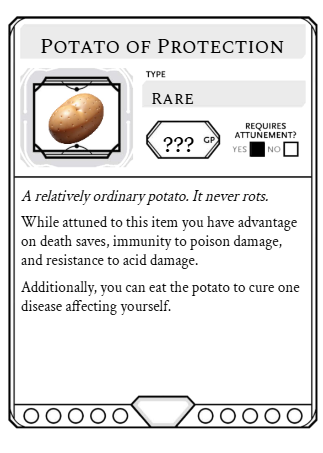 Potato of Protection
TYPE
Rare
??? GP
REQUIRES
ATTUNEMENT?
YES NO
A relatively ordinary potato. It never rots.
While attuned to this item you have advantage
on death saves, immunity to poison damage,
and resistance to acid damage.
Additionally, you can eat the potato to cure one
disease affecting yourself.